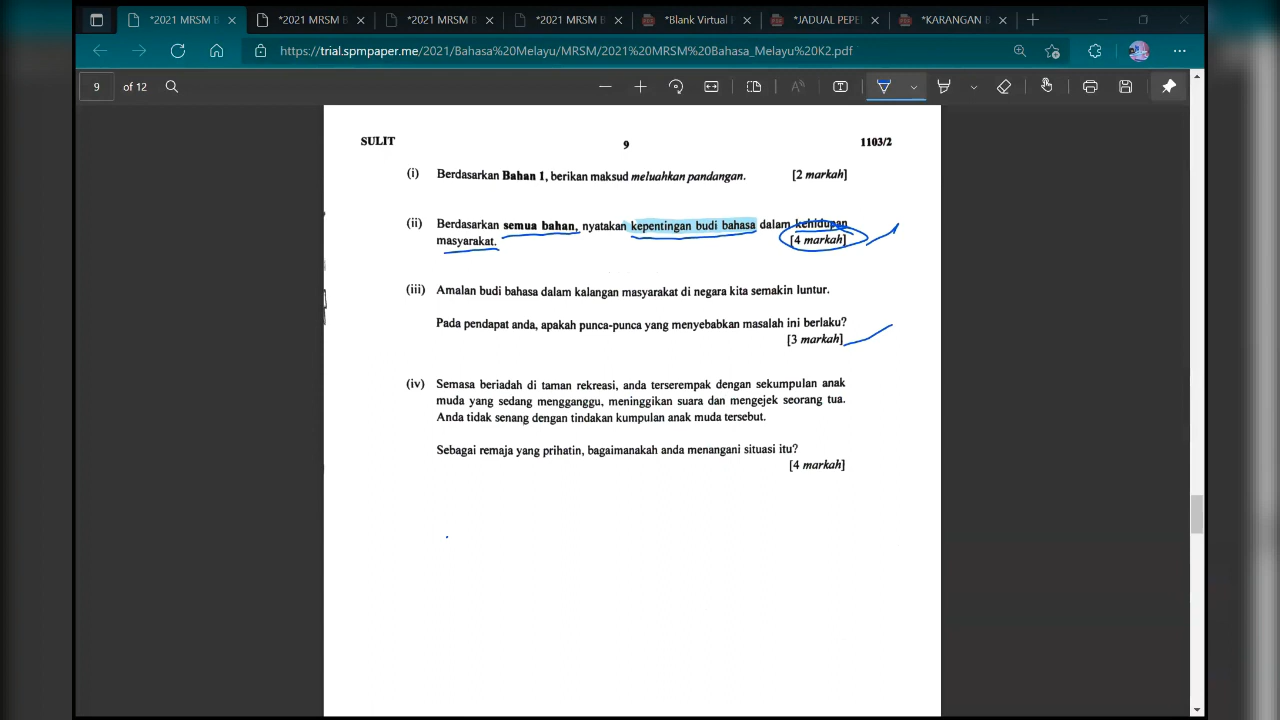 *2021 MRSM B
*2021 MRSM B
*2021 MRSM B
*2021 MRSM B
*Blank Virtual
*JADUAL PEPE
*KARANGAN B
https://trial.spmpaper.me/2021/Bahasa%20Melayu/MRSM/2021%20MRSM%20Bahasa_Melayu%20K2.pdf
9 of 12
SULIT 9 1103/2
(i) Berdasarkan Bahan 1, berikan maksud meluahkan pandangan. [2 markah]
(ii) Berdasarkan semua bahan, nyatakan kepentingan budi bahasa dalam kehidupan
masyarakat. [4 markah]
(iii) Amalan budi bahasa dalam kalangan masyarakat di negara kita semakin luntur.
Pada pendapat anda, apakah punca-punca yang menyebabkan masalah ini berlaku?
[3 markah]
(iv) Semasa beriadah di taman rekreasi, anda terserempak dengan sekumpulan anak
muda yang sedang mengganggu, meninggikan suara dan mengejek seorang tua.
Anda tidak senang dengan tindakan kumpulan anak muda tersebut.
Sebagai remaja yang prihatin, bagaimanakah anda menangani situasi itu?
[4 markah]